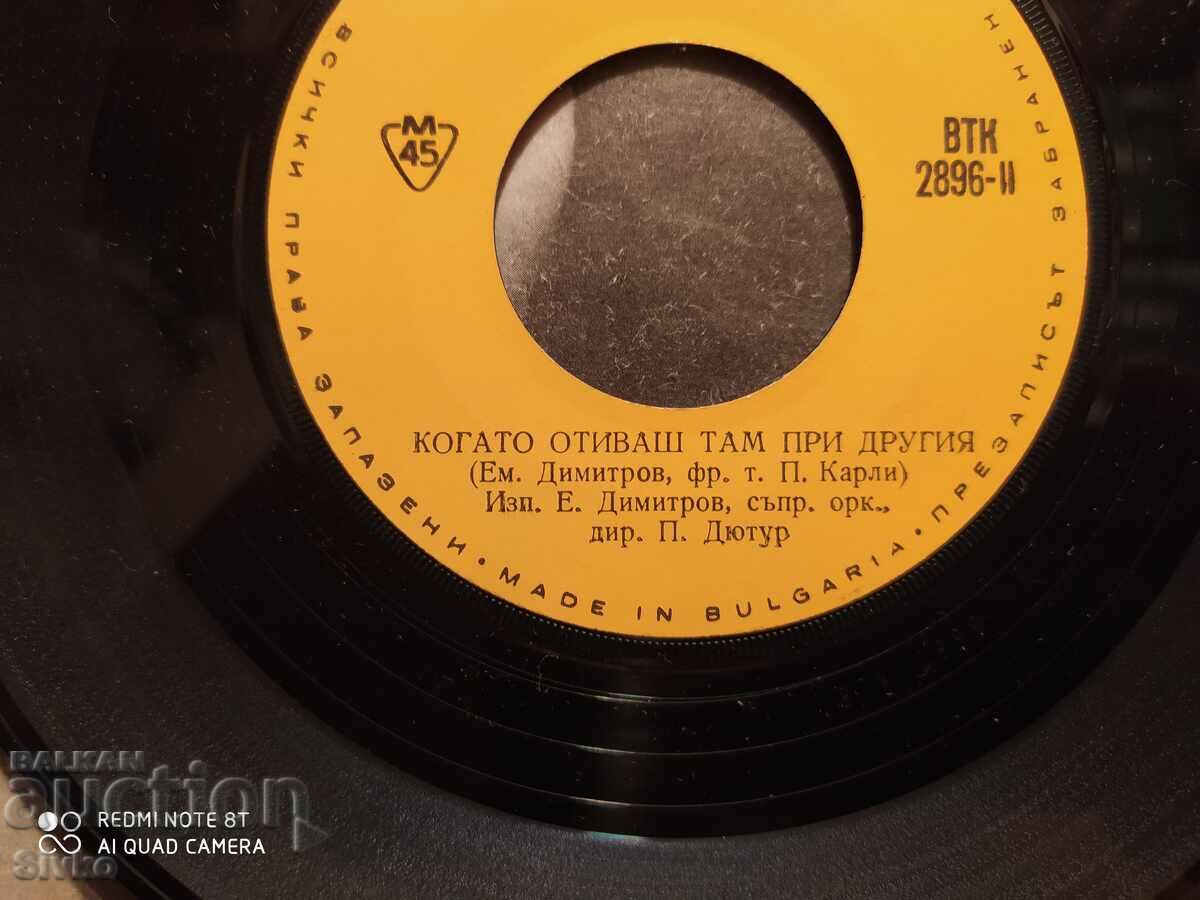 М
45
ВТК
2896-II
КОГАТО ОТИВАШ ТАМ ПРИ ДРУГИЯ
(Ем. Димитров, фр. т. П. Карли)
Изп. Е. Димитров, съпр. орк.,
дир. П. Дютур
ВСИЧКИ ПРАВА ЗАПАЗЕНИ • MADE IN BULGARIA • ПРЕЗАПИСЪТ ЗАБРАНЕН
BALKAN
auction
REDMI NOTE 8T
AI QUAD CAMERA
Sivko